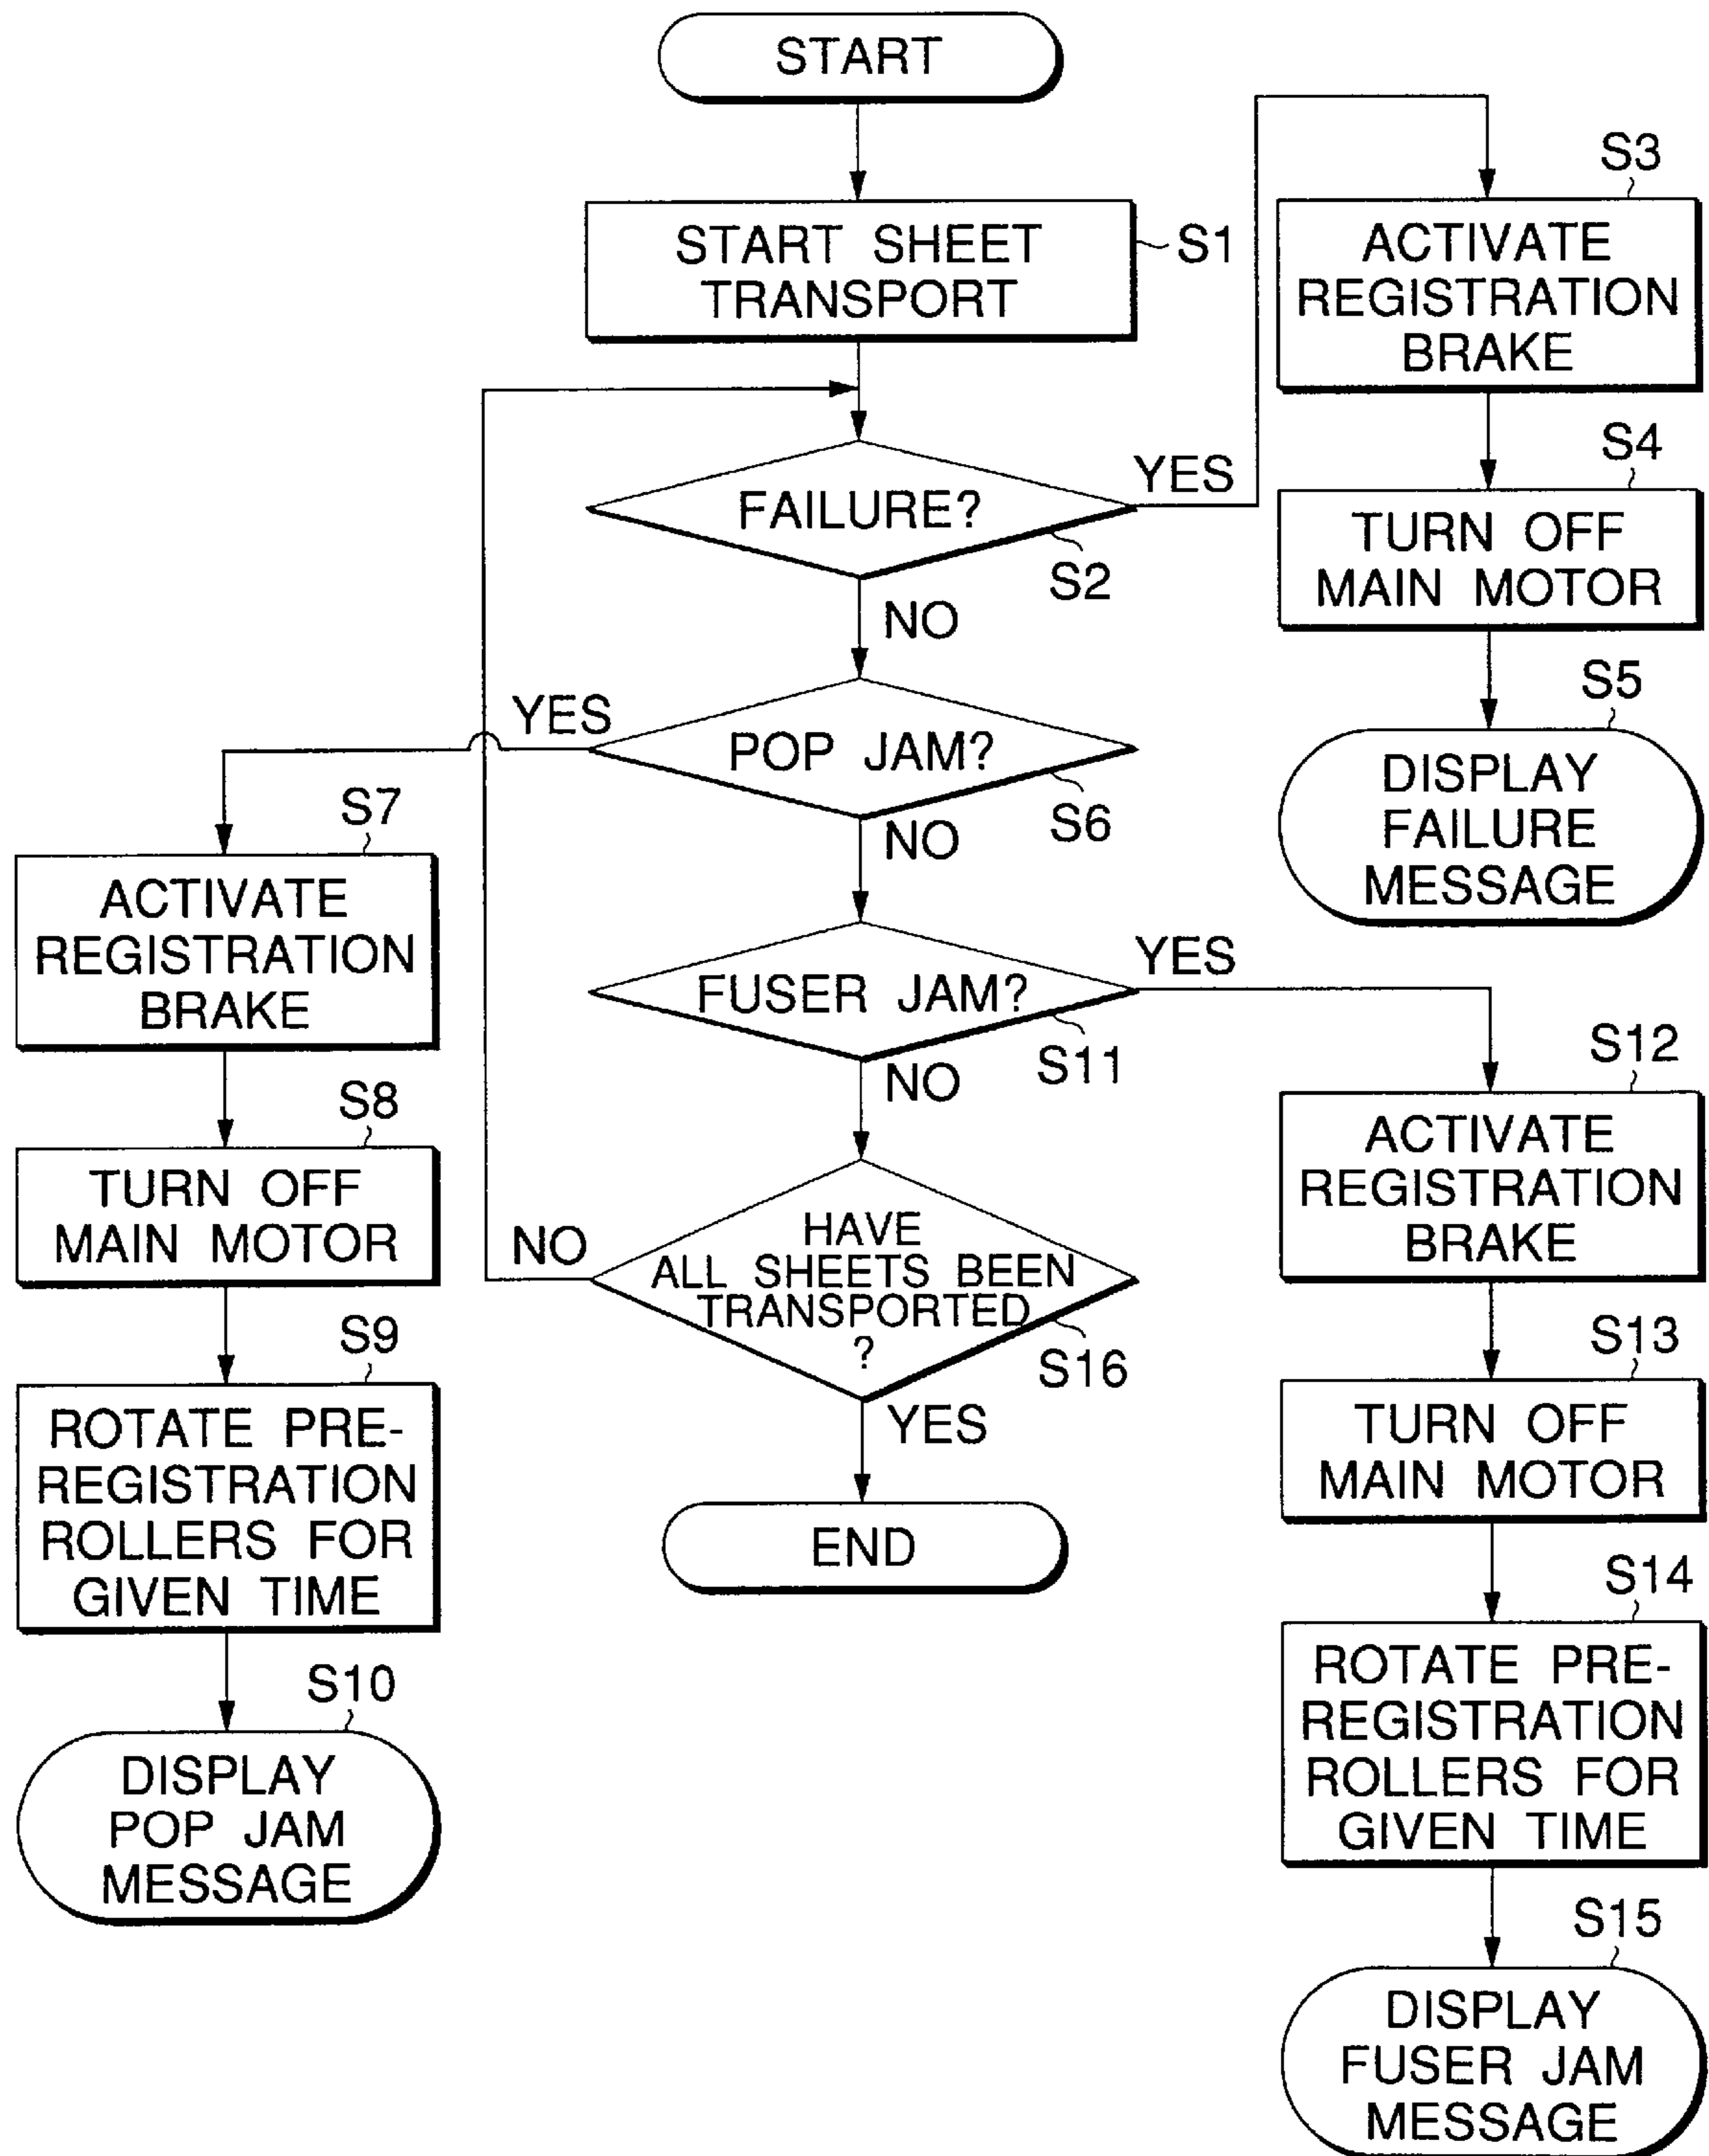 START
START SHEET
TRANSPORT
S1
FAILURE?
YES
S2
NO
S3
ACTIVATE
REGISTRATION
BRAKE
S4
TURN OFF
MAIN MOTOR
S5
DISPLAY
FAILURE
MESSAGE
POP JAM?
YES
S6
NO
S7
ACTIVATE
REGISTRATION
BRAKE
S8
TURN OFF
MAIN MOTOR
S9
ROTATE PRE-
REGISTRATION
ROLLERS FOR
GIVEN TIME
S10
DISPLAY
POP JAM
MESSAGE
FUSER JAM?
YES
S11
NO
S12
ACTIVATE
REGISTRATION
BRAKE
S13
TURN OFF
MAIN MOTOR
S14
ROTATE PRE-
REGISTRATION
ROLLERS FOR
GIVEN TIME
S15
DISPLAY
FUSER JAM
MESSAGE
HAVE
ALL SHEETS BEEN
TRANSPORTED
?
NO
S16
YES
END